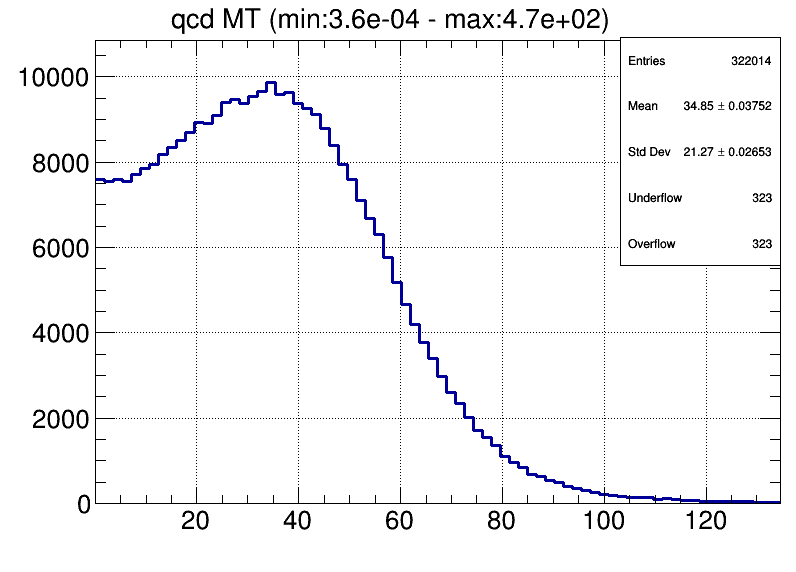 qcd MT (min:3.6e-04 - max:4.7e+02)
Entries 322014
Mean 34.85 ± 0.03752
Std Dev 21.27 ± 0.02653
Underflow 323
Overflow 323
10000
8000
6000
4000
2000
0
20 40 60 80 100 120